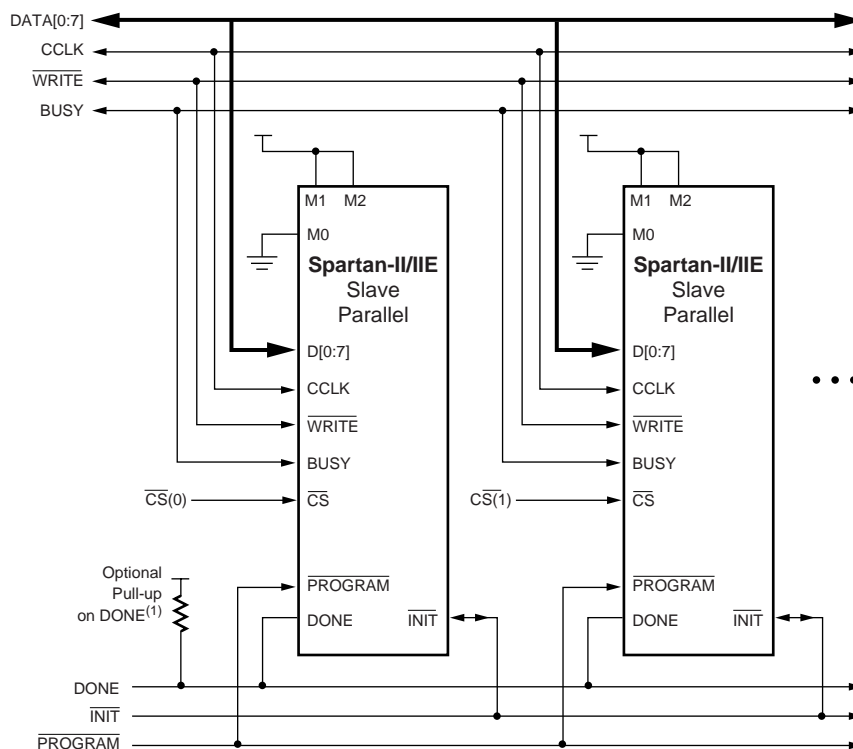 DATA[0:7]
CCLK
WRITE
BUSY
M1 M2
M0
Spartan-II/IIE
Slave
Parallel
D[0:7]
CCLK
WRITE
BUSY
CS(0)
CS
Optional
Pull-up
on DONE(1)
PROGRAM
DONE INIT
M1 M2
M0
Spartan-II/IIE
Slave
Parallel
D[0:7]
CCLK
WRITE
BUSY
CS(1)
CS
PROGRAM
DONE INIT
DONE
INIT
PROGRAM